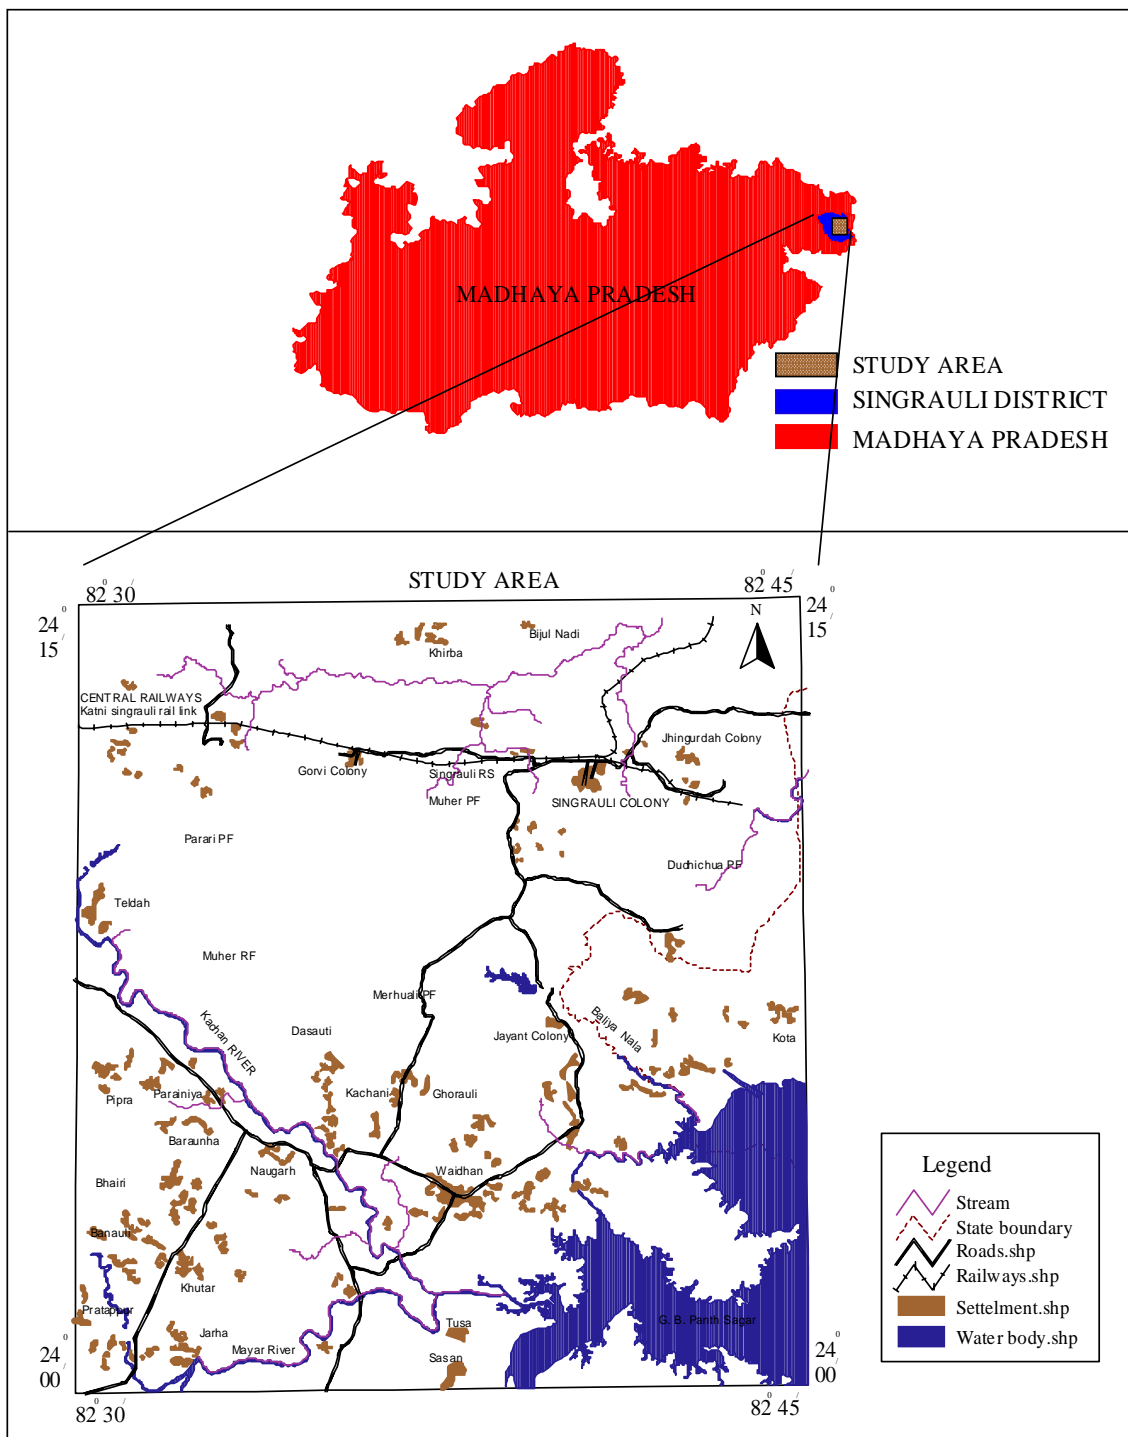 MADHAYA PRADESH
STUDY AREA
SINGRAULI DISTRICT
MADHAYA PRADESH
STUDY AREA
82° 30′
82° 45′
24° 15′
24° 15′
N
Bijul Nadi
Khirba
CENTRAL RAILWAYS
Katni singrauli rail link
Jhingurdah Colony
Gorvi Colony
Singrauli RS
Muher PF
SINGRAULI COLONY
Parari PF
Dudhichua RF
Teldah
Muher RF
Merhuali PF
Kachan RIVER
Dasauti
Jayant Colony
Baliya Nala
Kota
Pipra
Parainiya
Kachani
Ghorauli
Baraunha
Naugarh
Waidhan
Bhairi
Banauli
Khutar
Pratappur
Jarha
Mayar River
Tusa
Sasan
G. B. Panth Sagar
24° 00′
24° 00′
82° 30′
82° 45′
Legend
Stream
State boundary
Roads.shp
Railways.shp
Settelment.shp
Water body.shp